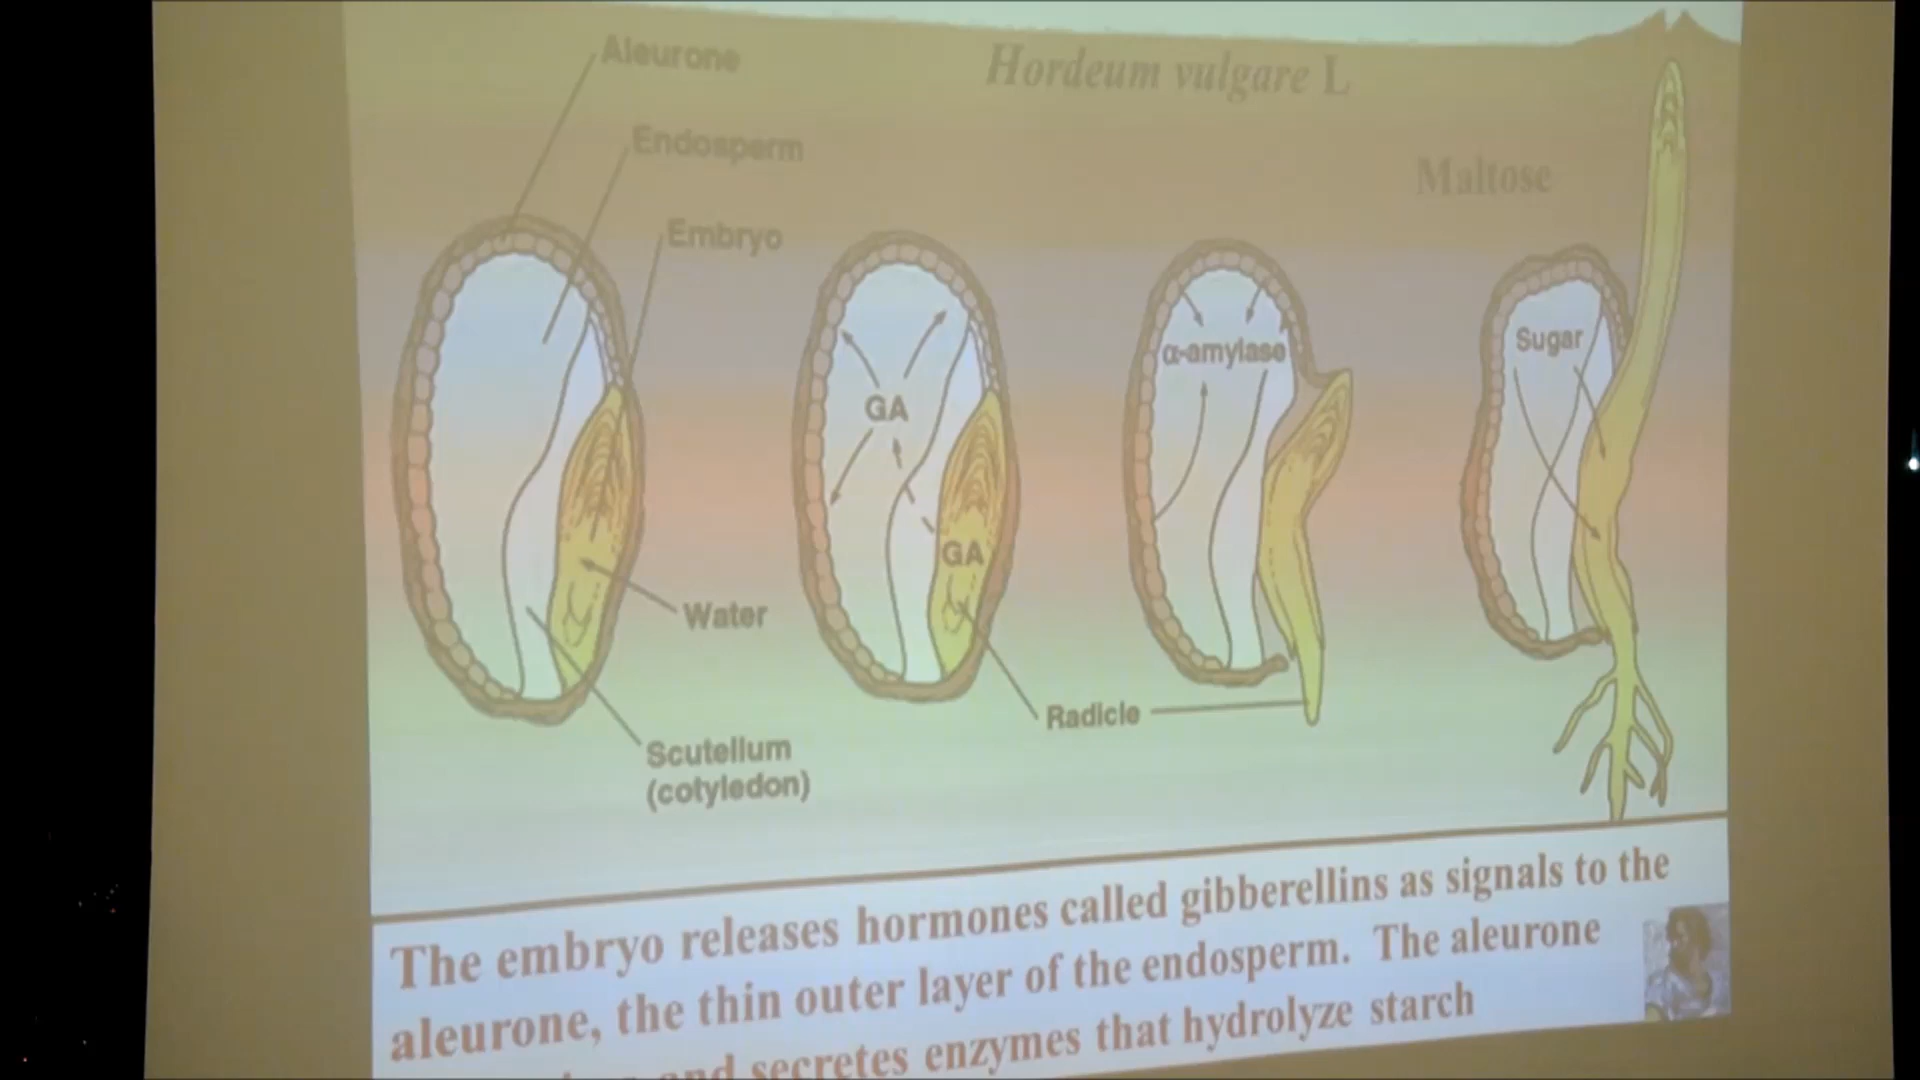 Aleurone
Hordeum vulgare L
Endosperm
Maltose
Embryo
α-amylase
Sugar
GA
GA
Water
Radicle
Scutellum
(cotyledon)
The embryo releases hormones called gibberellins as signals to the
aleurone, the thin outer layer of the endosperm. The aleurone
and secretes enzymes that hydrolyze starch